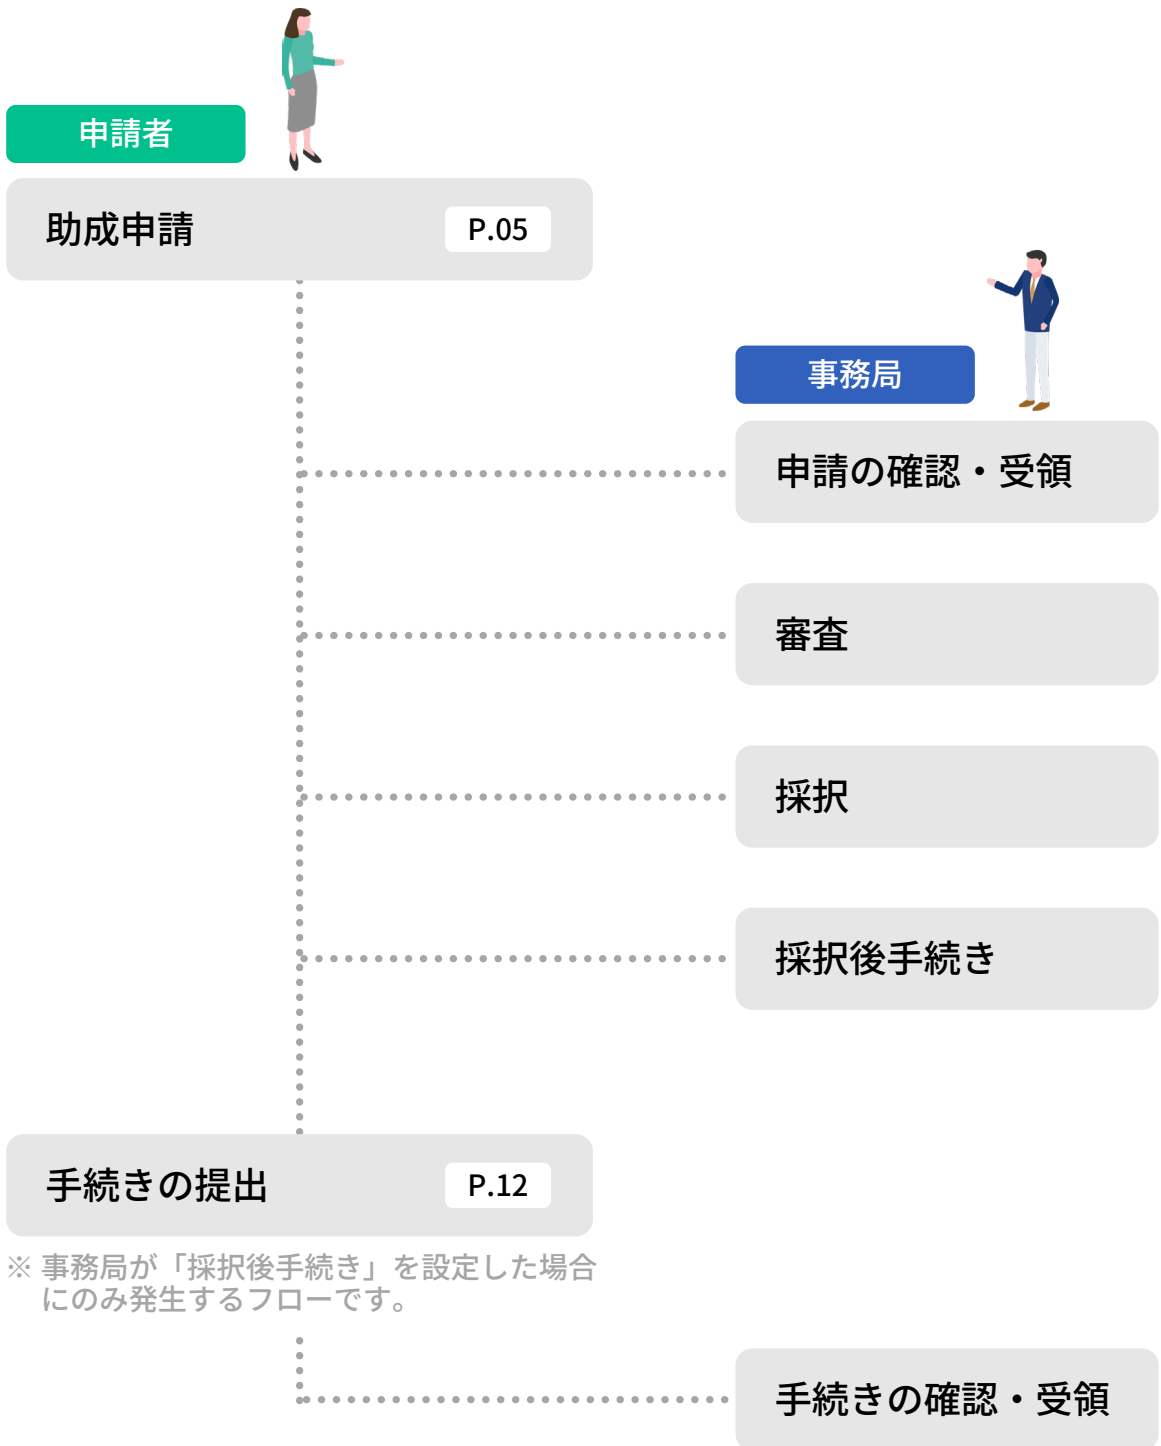 申請者
助成申請
P.05
事務局
申請の確認・受領
審査
採択
採択後手続き
手続きの提出
P.12
※ 事務局が「採択後手続き」を設定した場合
にのみ発生するフローです。
手続きの確認・受領